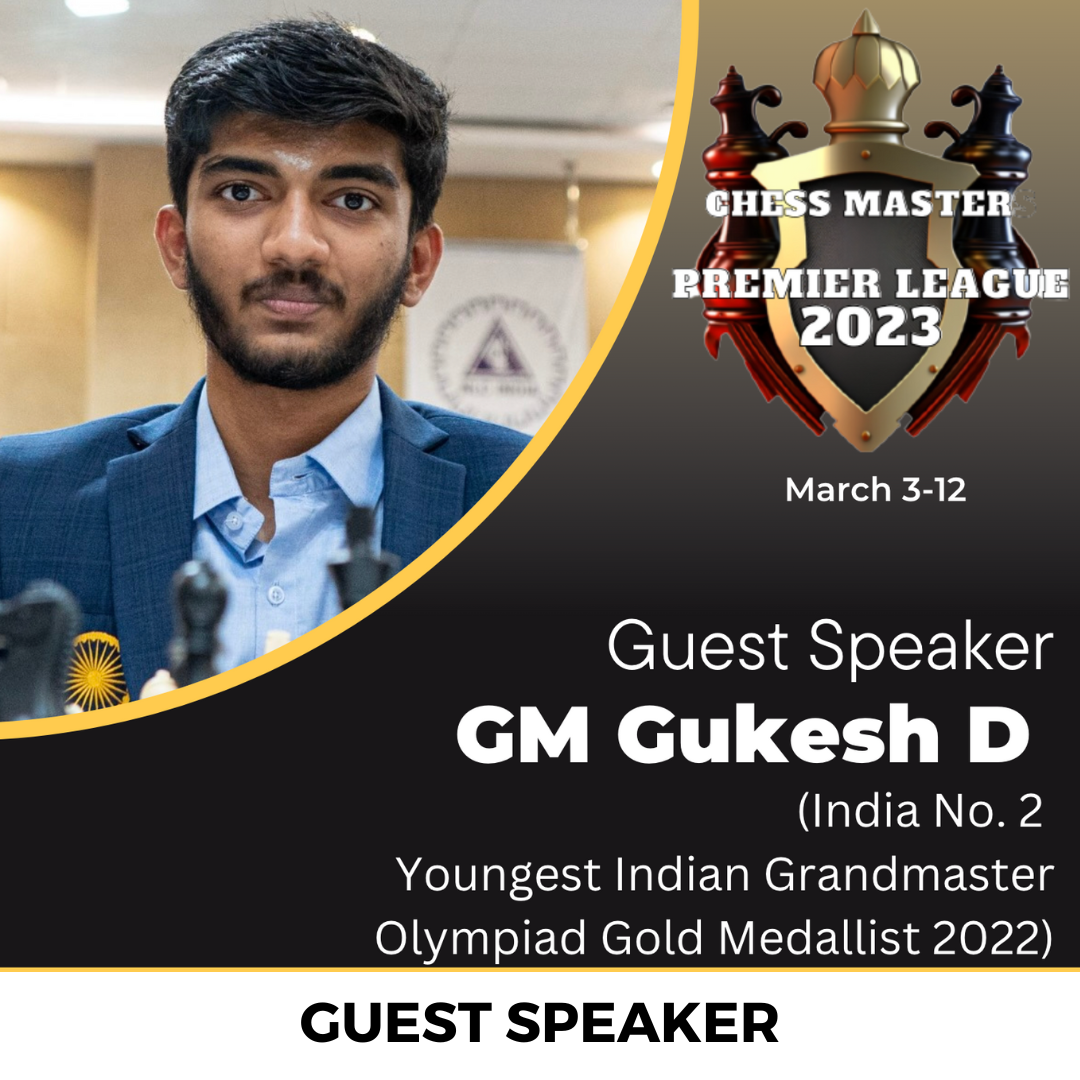 CHESS MASTER
PREMIER LEAGUE
2023
March 3-12
Guest Speaker
GM Gukesh D
(India No. 2
Youngest Indian Grandmaster
Olympiad Gold Medallist 2022)
GUEST SPEAKER